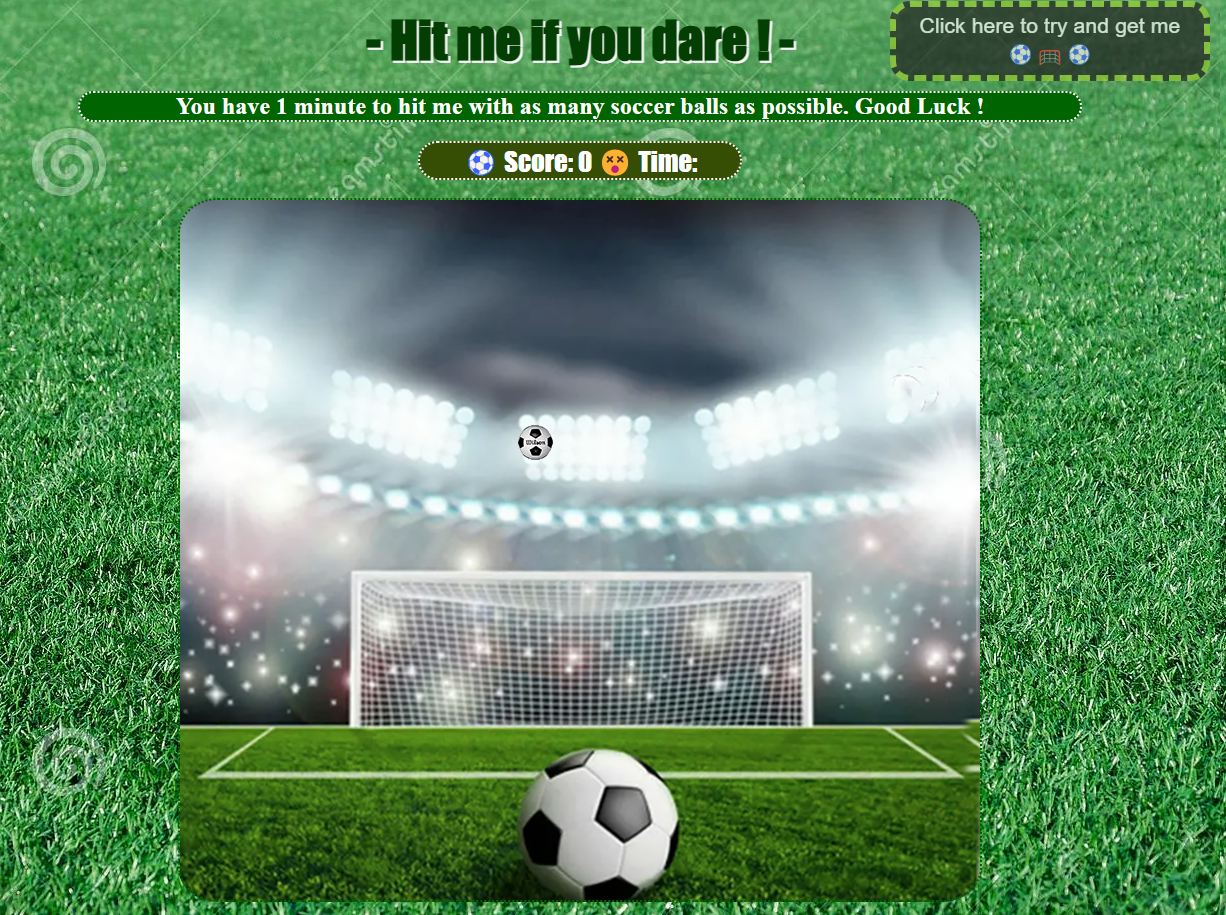 - Hit me if you dare ! -
Click here to try and get me
⚽ 🥅 ⚽
You have 1 minute to hit me with as many soccer balls as possible. Good Luck !
⚽ Score: 0 😵 Time:
Wilson